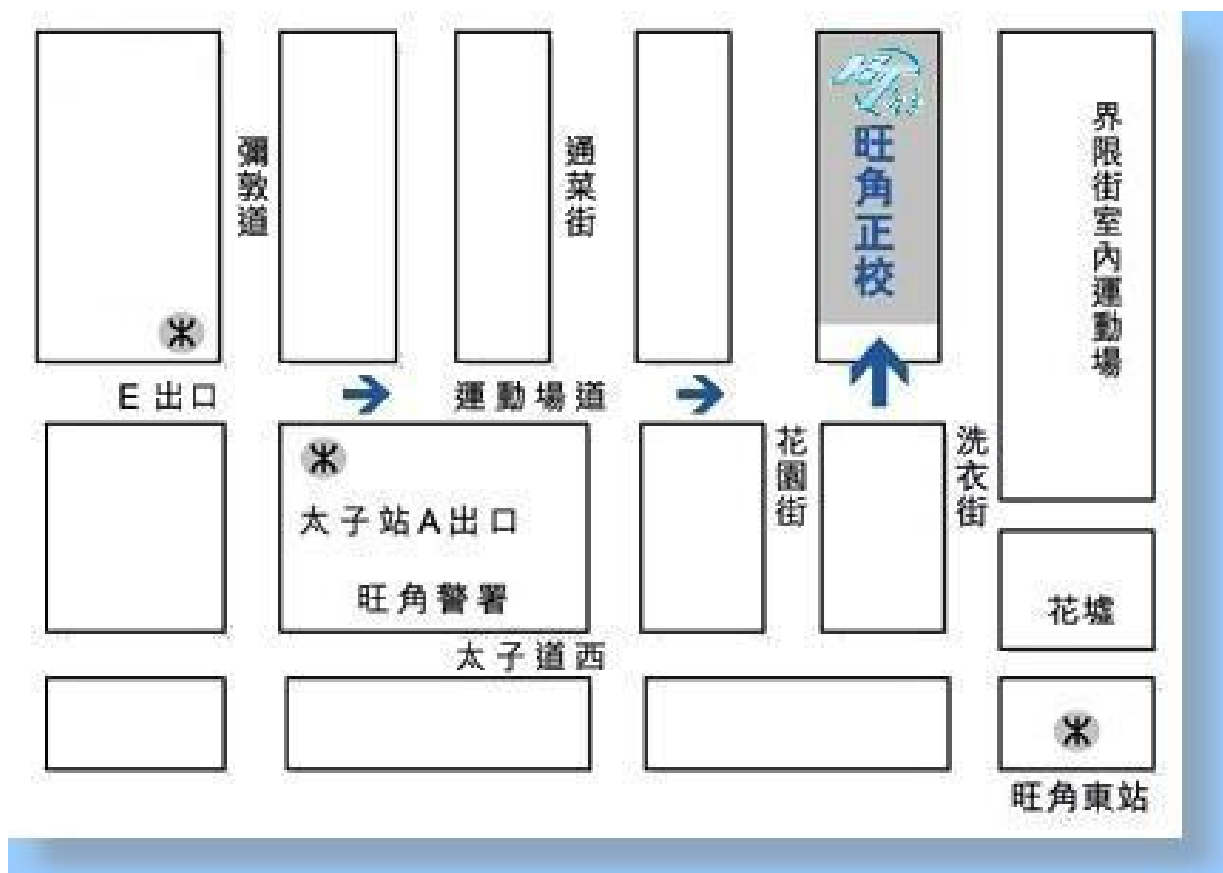 彌敦道
通菜街
旺角正校
界限街室內運動場
E 出口
運動場道
太子站A出口
旺角警署
花園街
洗衣街
花墟
太子道西
旺角東站